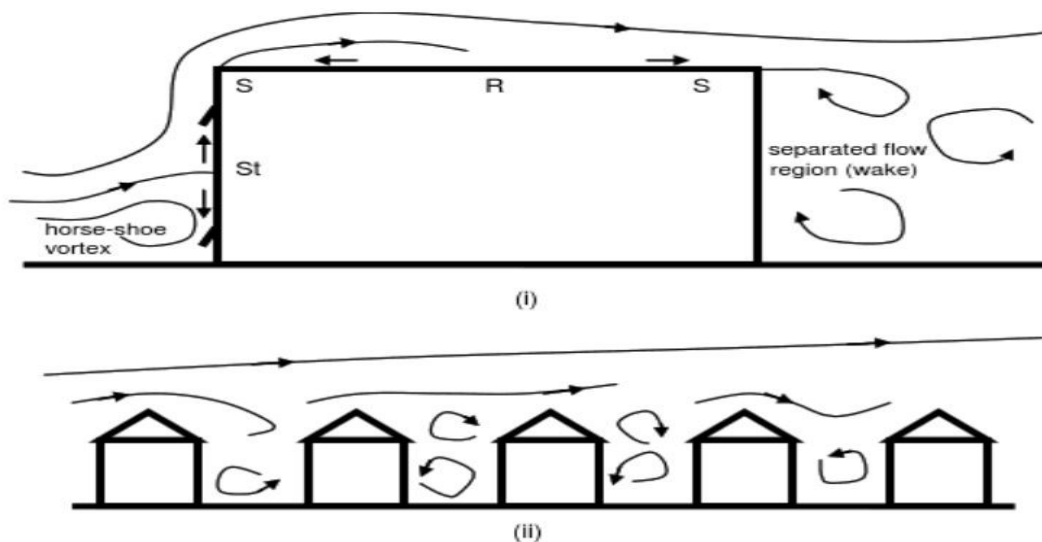 S R S
St
separated flow
region (wake)
horse-shoe
vortex
(i)
(ii)